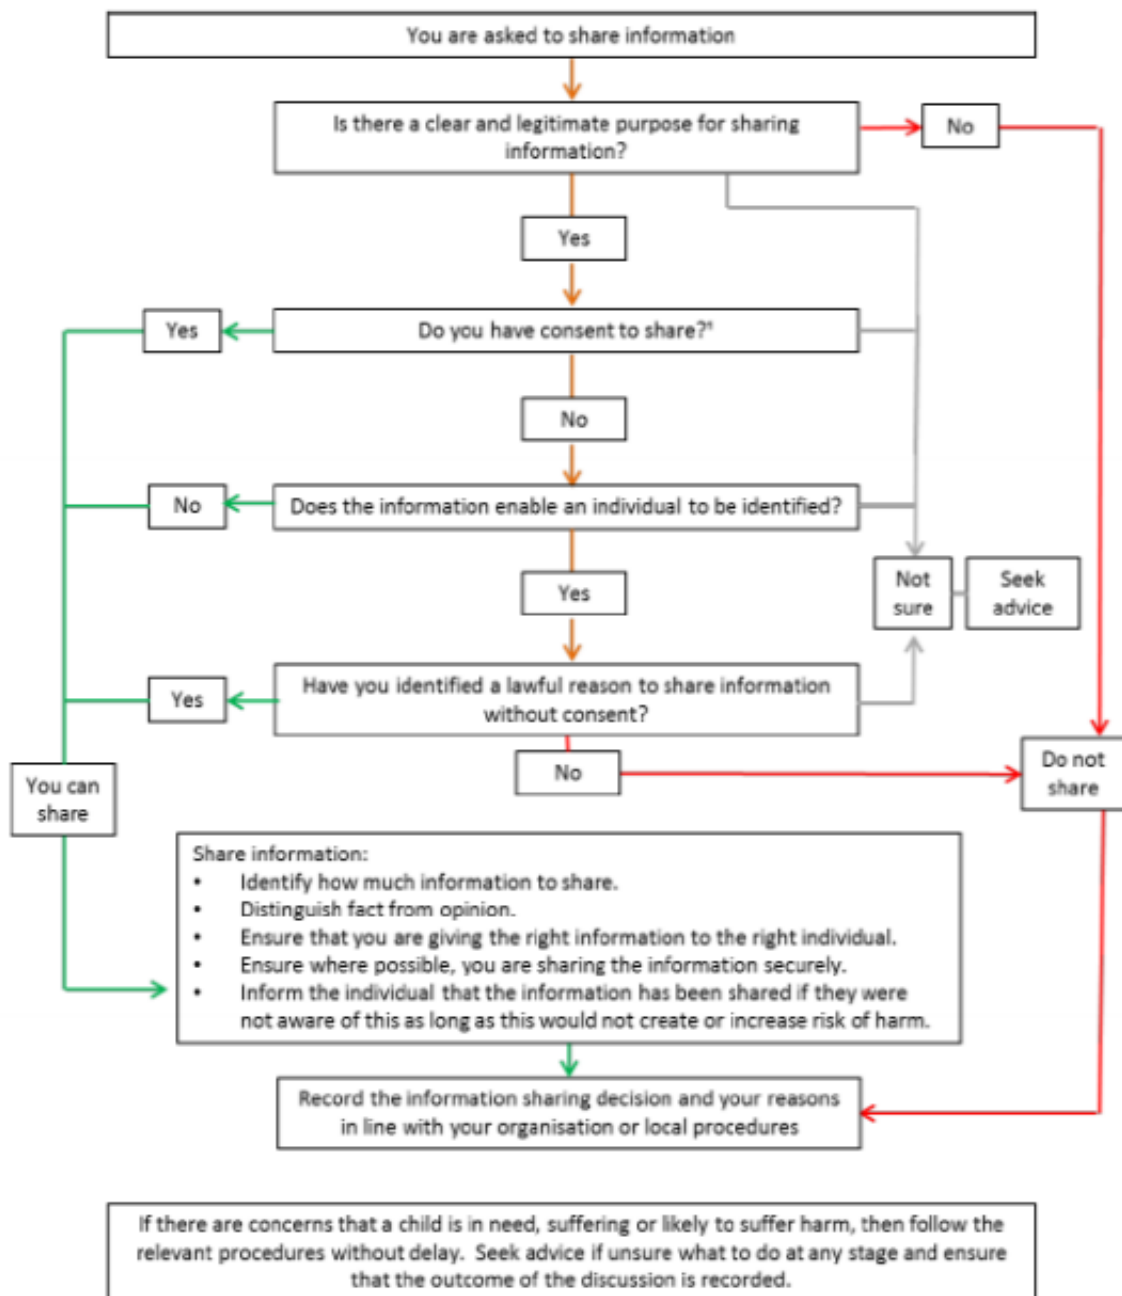 You are asked to share information
Is there a clear and legitimate purpose for sharing
information?
No
Yes
Yes
Do you have consent to share?¹
No
No
Does the information enable an individual to be identified?
Not
sure
Seek
advice
Yes
Yes
Have you identified a lawful reason to share information
without consent?
No
Do not
share
You can
share
Share information:
• Identify how much information to share.
• Distinguish fact from opinion.
• Ensure that you are giving the right information to the right individual.
• Ensure where possible, you are sharing the information securely.
• Inform the individual that the information has been shared if they were
not aware of this as long as this would not create or increase risk of harm.
Record the information sharing decision and your reasons
in line with your organisation or local procedures
If there are concerns that a child is in need, suffering or likely to suffer harm, then follow the
relevant procedures without delay. Seek advice if unsure what to do at any stage and ensure
that the outcome of the discussion is recorded.